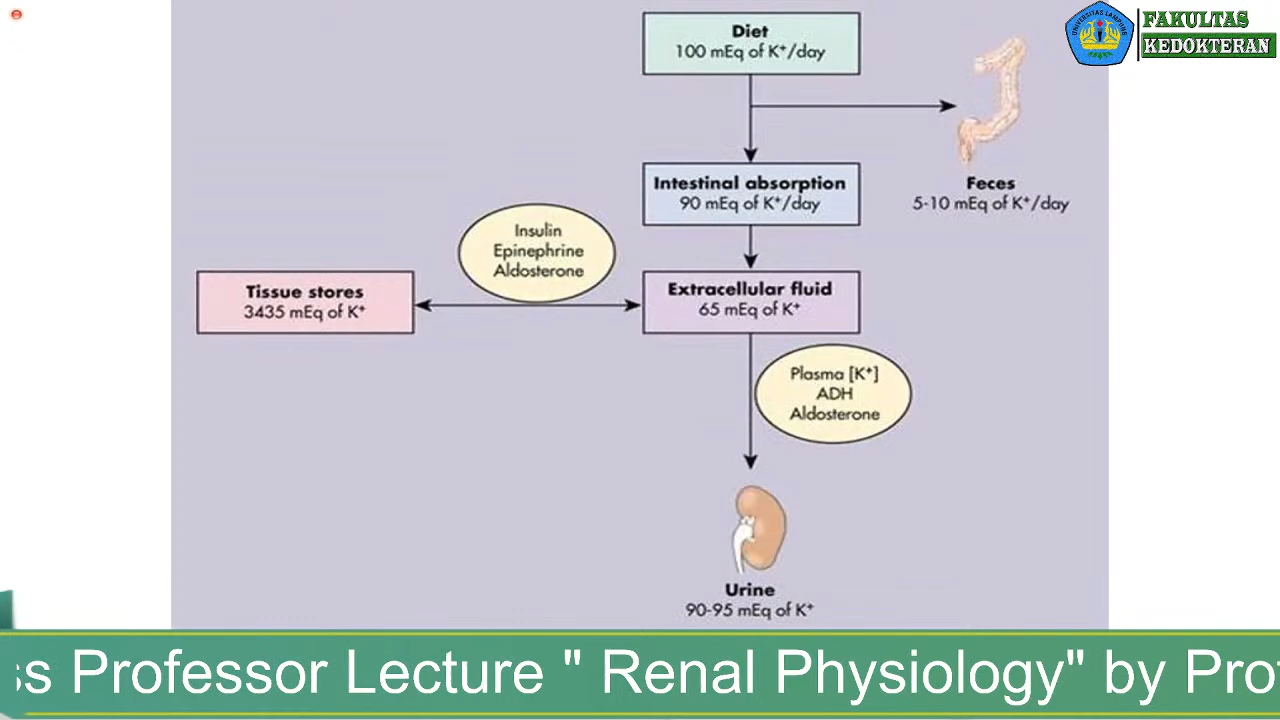 Diet
100 mEq of K⁺/day
FAKULTAS
KEDOKTERAN
UNIVERSITAS LAMPUNG
Intestinal absorption
90 mEq of K⁺/day
Feces
5-10 mEq of K⁺/day
Insulin
Epinephrine
Aldosterone
Tissue stores
3435 mEq of K⁺
Extracellular fluid
65 mEq of K⁺
Plasma [K⁺]
ADH
Aldosterone
Urine
90-95 mEq of K⁺
Professor Lecture " Renal Physiology" by